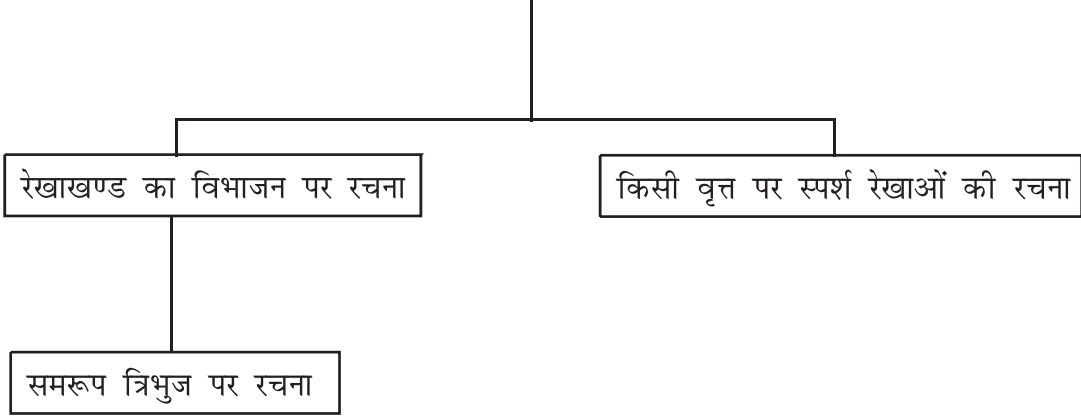 रेखाखण्ड का विभाजन पर रचना
किसी वृत्त पर स्पर्श रेखाओं की रचना
समरूप त्रिभुज पर रचना